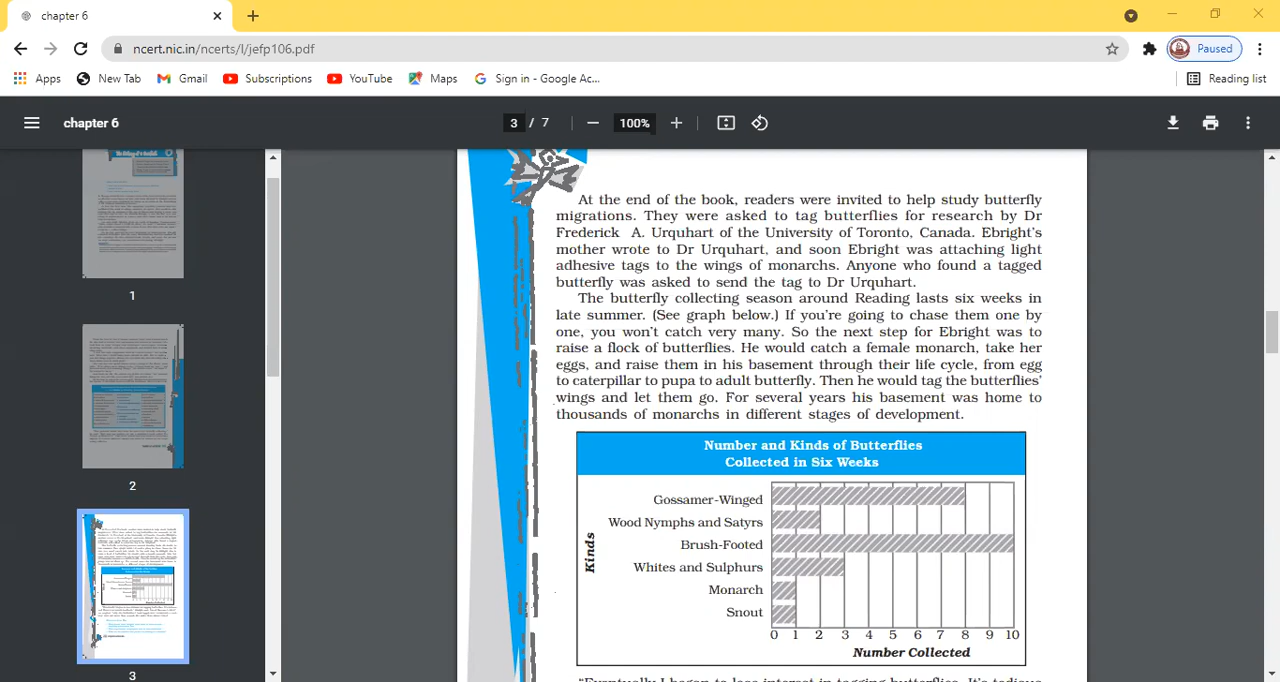 chapter 6
ncert.nic.in/ncerts/l/jefp106.pdf
Paused
Apps
New Tab
Gmail
Subscriptions
YouTube
Maps
Sign in - Google Ac...
Reading list
chapter 6
3 / 7
100%
1
2
3
At the end of the book, readers were invited to help study butterfly
migrations. They were asked to tag butterflies for research by Dr
Frederick A. Urquhart of the University of Toronto, Canada. Ebright's
mother wrote to Dr Urquhart, and soon Ebright was attaching light
adhesive tags to the wings of monarchs. Anyone who found a tagged
butterfly was asked to send the tag to Dr Urquhart.
The butterfly collecting season around Reading lasts six weeks in
late summer. (See graph below.) If you're going to chase them one by
one, you won't catch very many. So the next step for Ebright was to
raise a flock of butterflies. He would catch a female monarch, take her
eggs, and raise them in his basement through their life cycle, from egg
to caterpillar to pupa to adult butterfly. Then he would tag the butterflies'
wings and let them go. For several years his basement was home to
thousands of monarchs in different stages of development.
Number and Kinds of Butterflies
Collected in Six Weeks
Kinds
Gossamer-Winged
Wood Nymphs and Satyrs
Brush-Footed
Whites and Sulphurs
Monarch
Snout
0 1 2 3 4 5 6 7 8 9 10
Number Collected
"Eventually I began to lose interest in tagging butterflies. It's tedious